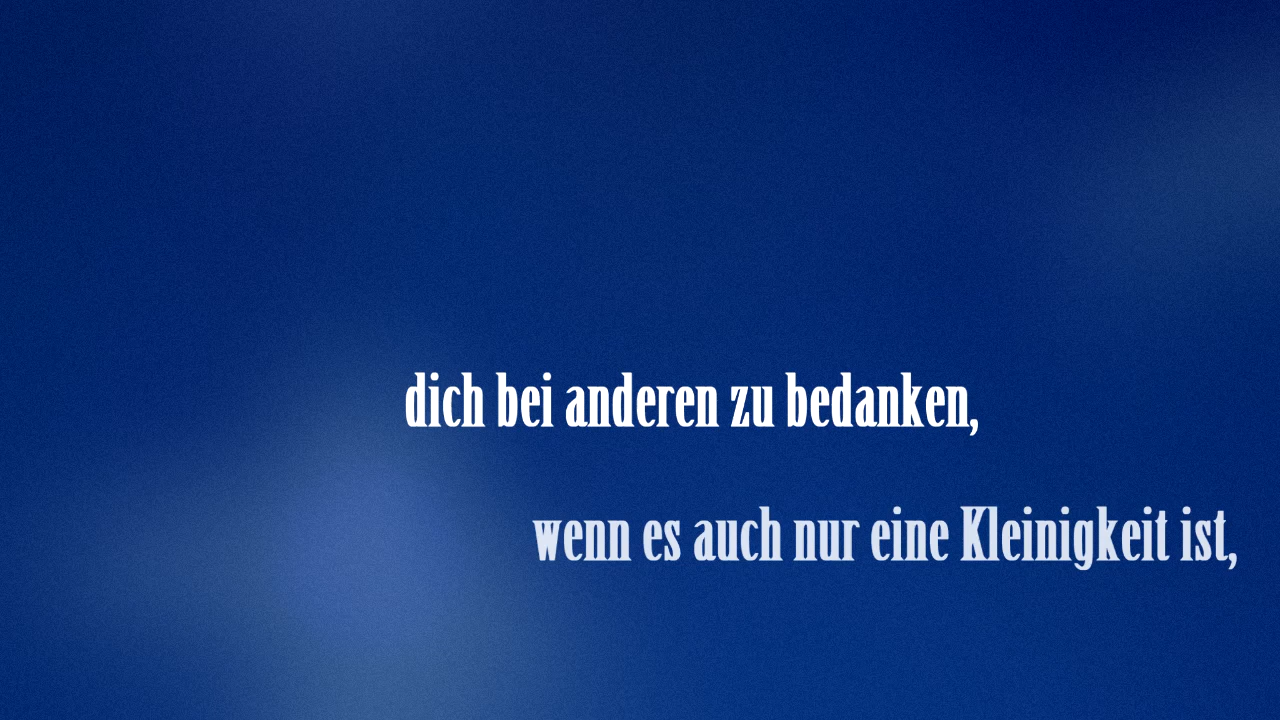 dich bei anderen zu bedanken,
wenn es auch nur eine Kleinigkeit ist,